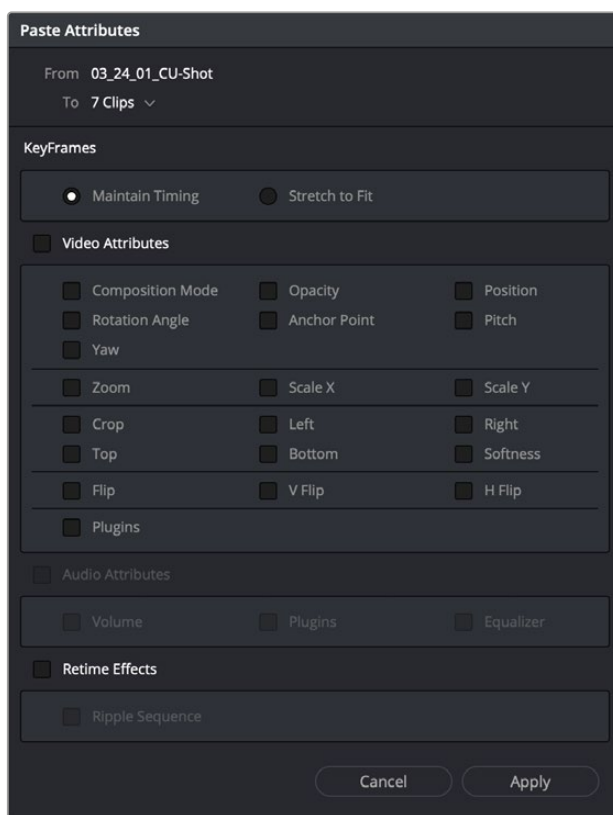 Paste Attributes
From 03_24_01_CU-Shot
To 7 Clips
KeyFrames
Maintain Timing Stretch to Fit
Video Attributes
Composition Mode Opacity Position
Rotation Angle Anchor Point Pitch
Yaw
Zoom Scale X Scale Y
Crop Left Right
Top Bottom Softness
Flip V Flip H Flip
Plugins
Audio Attributes
Volume Plugins Equalizer
Retime Effects
Ripple Sequence
Cancel Apply